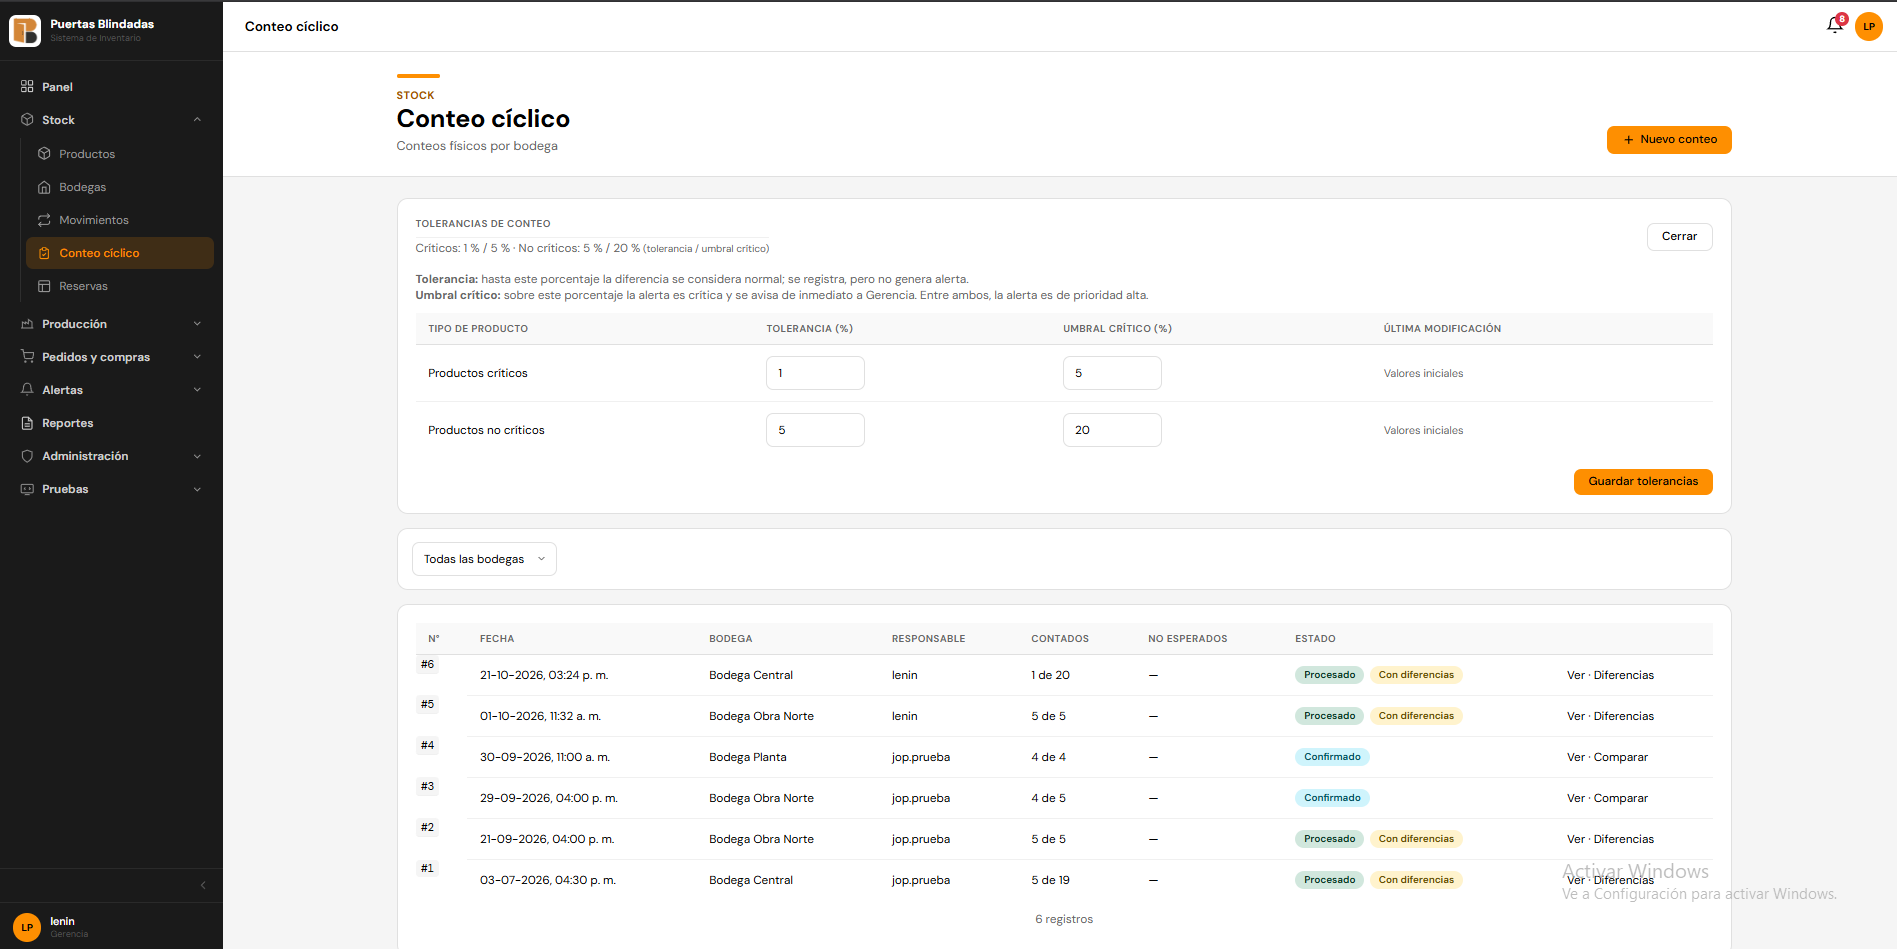 Puertas Blindadas
Sistema de Inventario
Conteo cíclico
8
LP
Panel
Stock
Productos
Bodegas
Movimientos
Conteo cíclico
Reservas
Producción
Pedidos y compras
Alertas
Reportes
Administración
Pruebas
LP
lenin
Gerencia
STOCK
Conteo cíclico
Conteos físicos por bodega
+ Nuevo conteo
TOLERANCIAS DE CONTEO
Críticos: 1 % / 5 % · No críticos: 5 % / 20 % (tolerancia / umbral crítico)
Cerrar
Tolerancia: hasta este porcentaje la diferencia se considera normal; se registra, pero no genera alerta.
Umbral crítico: sobre este porcentaje la alerta es crítica y se avisa de inmediato a Gerencia. Entre ambos, la alerta es de prioridad alta.
TIPO DE PRODUCTO TOLERANCIA (%) UMBRAL CRÍTICO (%) ÚLTIMA MODIFICACIÓN
Productos críticos 1 5 Valores iniciales
Productos no críticos 5 20 Valores iniciales
Guardar tolerancias
Todas las bodegas
N° FECHA BODEGA RESPONSABLE CONTADOS NO ESPERADOS ESTADO
#6 21-10-2026, 03:24 p. m. Bodega Central lenin 1 de 20 — Procesado Con diferencias Ver · Diferencias
#5 01-10-2026, 11:32 a. m. Bodega Obra Norte lenin 5 de 5 — Procesado Con diferencias Ver · Diferencias
#4 30-09-2026, 11:00 a. m. Bodega Planta jop.prueba 4 de 4 — Confirmado Ver · Comparar
#3 29-09-2026, 04:00 p. m. Bodega Obra Norte jop.prueba 4 de 5 — Confirmado Ver · Comparar
#2 21-09-2026, 04:00 p. m. Bodega Obra Norte jop.prueba 5 de 5 — Procesado Con diferencias Ver · Diferencias
#1 03-07-2026, 04:30 p. m. Bodega Central jop.prueba 5 de 19 — Procesado Con diferencias Ver · Diferencias
6 registros
Activar Windows
Ve a Configuración para activar Windows.